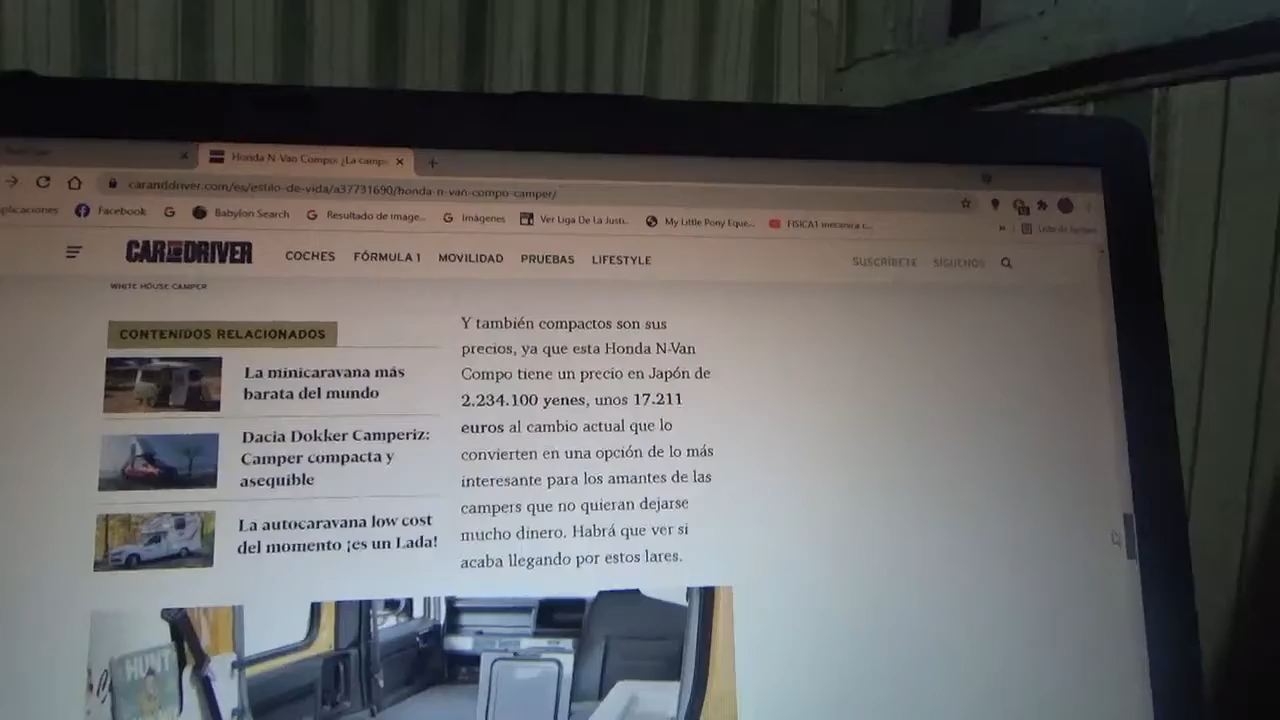 Honda N-Van Compo: ¿La camp
caranddriver.com/es/estilo-de-vida/a37731690/honda-n-van-compo-camper/
plicaciones Facebook Babylon Search Resultado de image... Imágenes Ver Liga De La Justi... My Little Pony Eque... FISICA1 mecanica t...
CAR AND DRIVER COCHES FÓRMULA 1 MOVILIDAD PRUEBAS LIFESTYLE SUSCRÍBETE SÍGUENOS
WHITE HOUSE CAMPER
CONTENIDOS RELACIONADOS
La minicaravana más
barata del mundo
Dacia Dokker Camperiz:
Camper compacta y
asequible
La autocaravana low cost
del momento ¡es un Lada!
Y también compactos son sus
precios, ya que esta Honda N-Van
Compo tiene un precio en Japón de
2.234.100 yenes, unos 17.211
euros al cambio actual que lo
convierten en una opción de lo más
interesante para los amantes de las
campers que no quieran dejarse
mucho dinero. Habrá que ver si
acaba llegando por estos lares.
HUNT